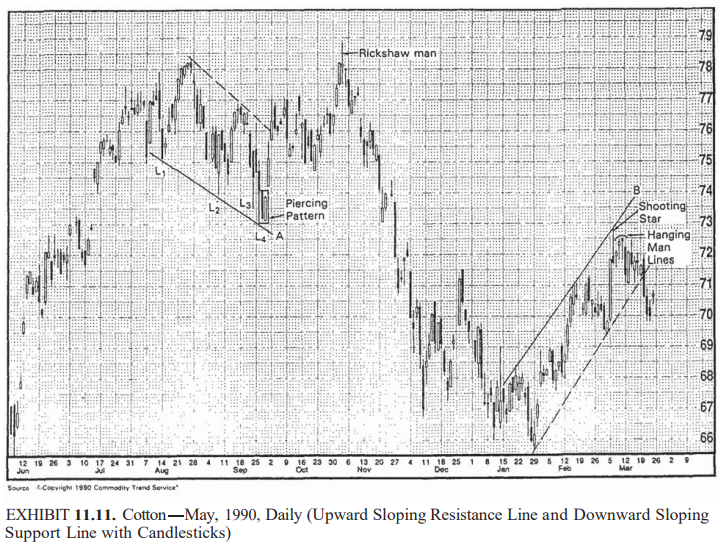 79
78
77
76
75
74
73
72
71
70
69
68
67
66
Rickshaw man
L1
L2
L3
L4
A
Piercing
Pattern
B
Shooting
Star
Hanging
Man
Lines
12 19 26 3 10 17 24 31 7 14 21 28 4 11 18 25 2 9 16 23 30 6 13 20 27 4 11 18 25 1 8 15 22 29 5 12 19 26 5 12 19 26 2 9
Jun Jul Aug Sep Oct Nov Dec Jan Feb Mar
Source Copyright 1990 Commodity Trend Service
EXHIBIT 11.11. Cotton—May, 1990, Daily (Upward Sloping Resistance Line and Downward Sloping
Support Line with Candlesticks)